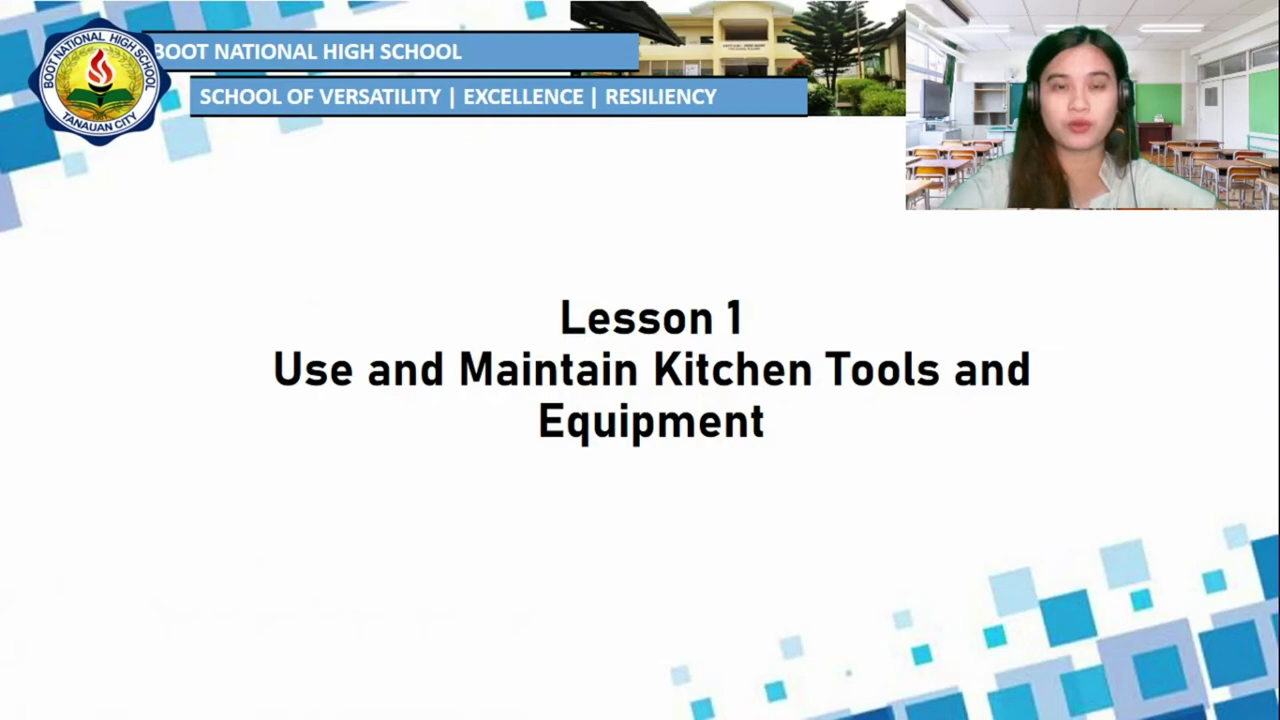 BOOT NATIONAL HIGH SCHOOL
SCHOOL OF VERSATILITY | EXCELLENCE | RESILIENCY
BOOT NATIONAL HIGH SCHOOL
TANAUAN CITY
Lesson 1
Use and Maintain Kitchen Tools and
Equipment